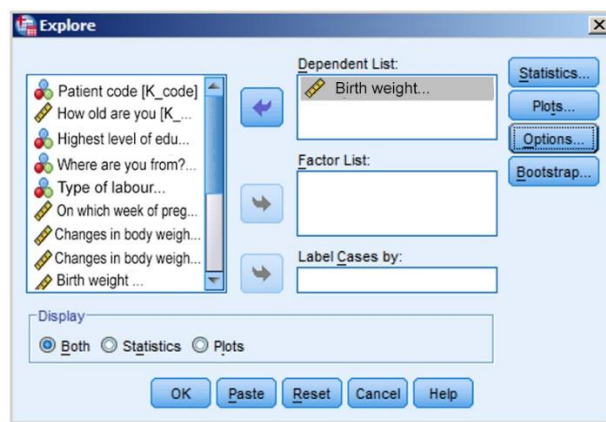 Explore
Patient code [K_code]
How old are you [K_...
Highest level of edu...
Where are you from?...
Type of labour...
On which week of preg...
Changes in body weigh...
Changes in body weigh...
Birth weight ...
Dependent List:
Birth weight...
Factor List:
Label Cases by:
Statistics...
Plots...
Options...
Bootstrap...
Display
Both
Statistics
Plots
OK
Paste
Reset
Cancel
Help